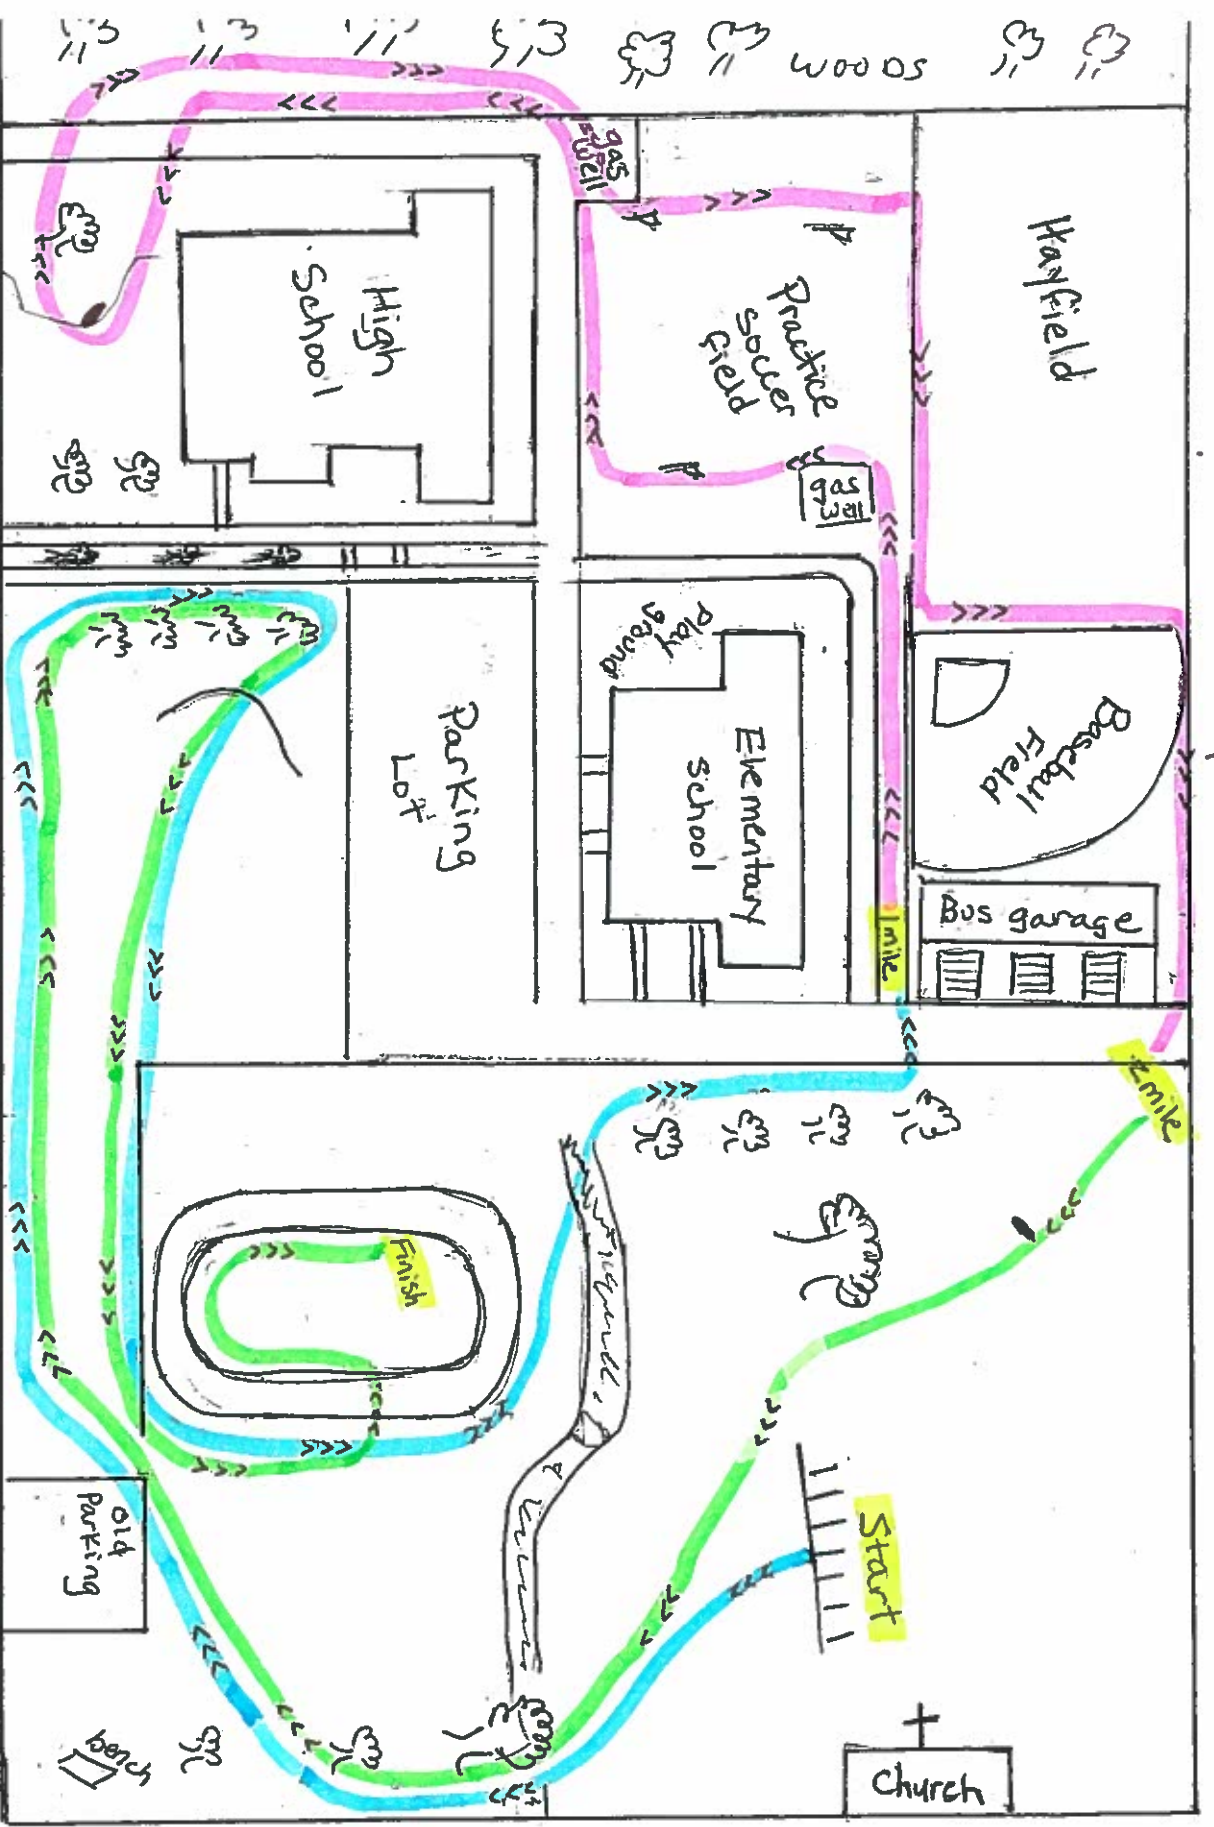 WOODS
gas
well
Hayfield
High
School
Practice
soccer
field
gas
well
Play
ground
Parking
Lot
Elementary
School
Baseball
Field
Bus garage
1 mile
2 mile
Finish
Start
old
Parking
Church